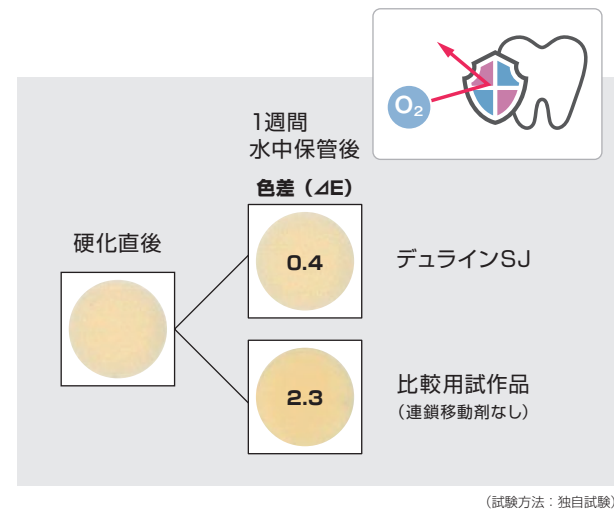 O₂
1週間
水中保管後
色差（⊿E）
硬化直後
0.4
デュラインSJ
2.3
比較用試作品
（連鎖移動剤なし）
（試験方法：独自試験）